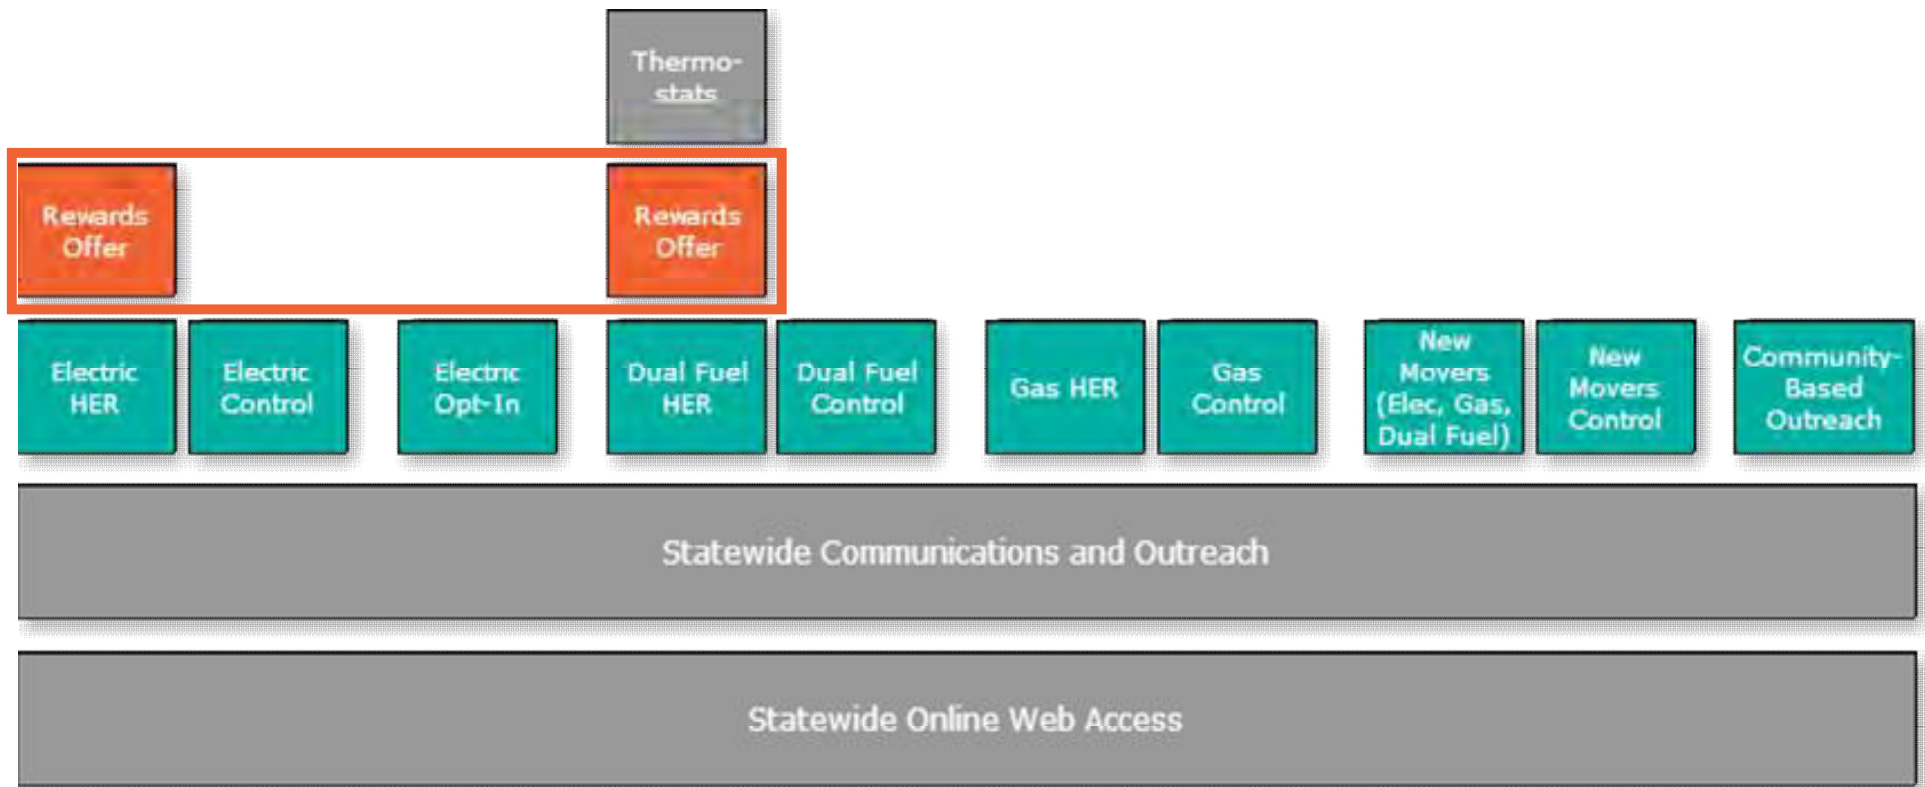 Thermo-
stats
Rewards
Offer
Rewards
Offer
Electric
HER
Electric
Control
Electric
Opt-In
Dual Fuel
HER
Dual Fuel
Control
Gas HER
Gas
Control
New
Movers
(Elec, Gas,
Dual Fuel)
New
Movers
Control
Community-
Based
Outreach
Statewide Communications and Outreach
Statewide Online Web Access